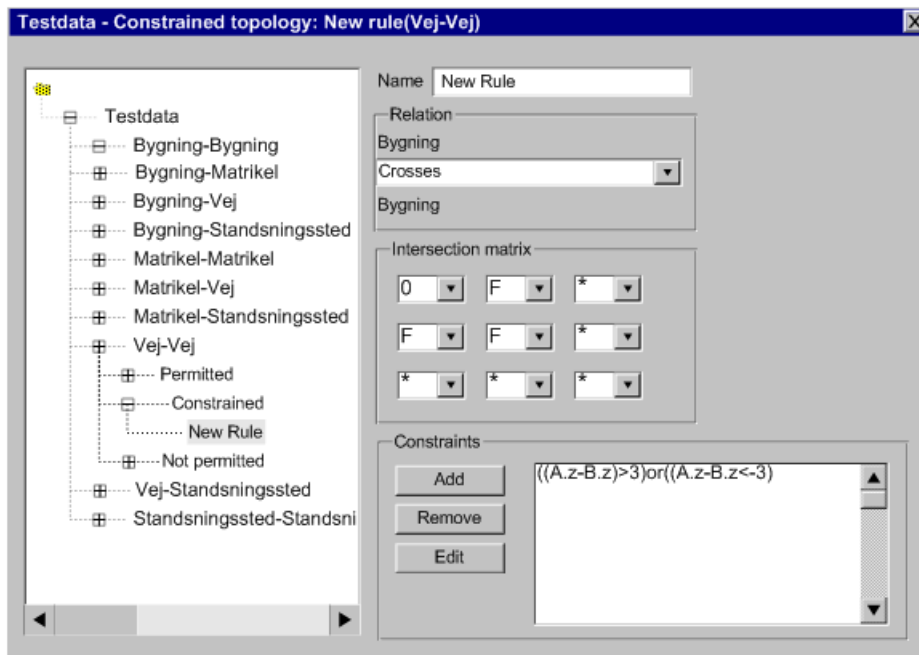 Testdata - Constrained topology: New rule(Vej-Vej)
Testdata
Bygning-Bygning
Bygning-Matrikel
Bygning-Vej
Bygning-Standsningssted
Matrikel-Matrikel
Matrikel-Vej
Matrikel-Standsningssted
Vej-Vej
Permitted
Constrained
New Rule
Not permitted
Vej-Standsningssted
Standsningssted-Standsni
Name New Rule
Relation
Bygning
Crosses
Bygning
Intersection matrix
0 F *
F F *
* * *
Constraints
Add
Remove
Edit
((A.z-B.z)>3)or((A.z-B.z<-3)